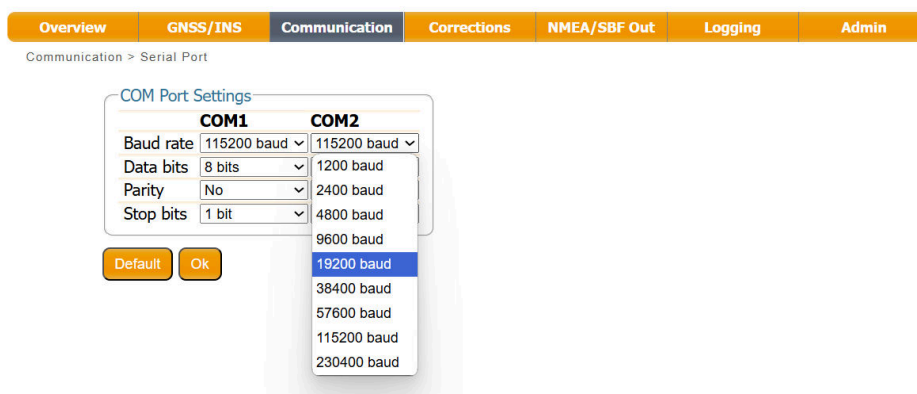 Overview GNSS/INS Communication Corrections NMEA/SBF Out Logging Admin
Communication > Serial Port
COM Port Settings
COM1 COM2
Baud rate 115200 baud 115200 baud
Data bits 8 bits
Parity No
Stop bits 1 bit
1200 baud
2400 baud
4800 baud
9600 baud
19200 baud
38400 baud
57600 baud
115200 baud
230400 baud
Default Ok